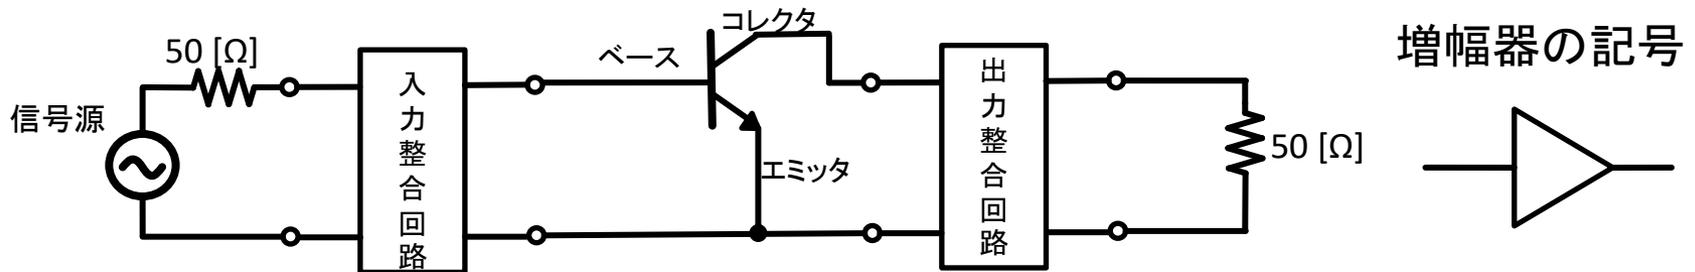 50 [Ω]
信号源
入力整合回路
ベース
コレクタ
エミッタ
出力整合回路
50 [Ω]
増幅器の記号